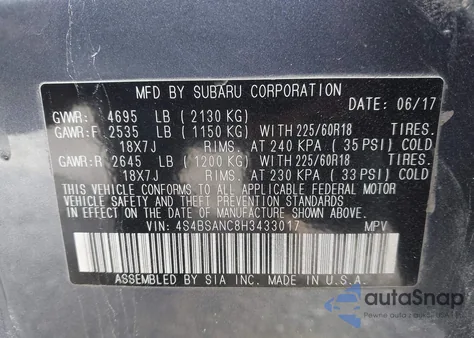 MFD BY SUBARU CORPORATION
DATE 06/17
GVWR: 4695 LB (2130 KG)
GAWR:F 2535 LB (1150 KG) WITH 225/60R18 TIRES.
18X7J RIMS. AT 240 KPA (35 PSI) COLD
GAWR:R 2645 LB (1200 KG) WITH 225/60R18 TIRES.
18X7J RIMS. AT 230 KPA (33 PSI) COLD
THIS VEHICLE CONFORMS TO ALL APPLICABLE FEDERAL MOTOR
VEHICLE SAFETY AND THEFT PREVENTION STANDARDS
IN EFFECT ON THE DATE OF MANUFACTURE SHOWN ABOVE.
VIN: 4S4BSANC8H3433017 MPV
ASSEMBLED BY SIA INC. MADE IN U.S.A.
autoSnap
Pewne auto z